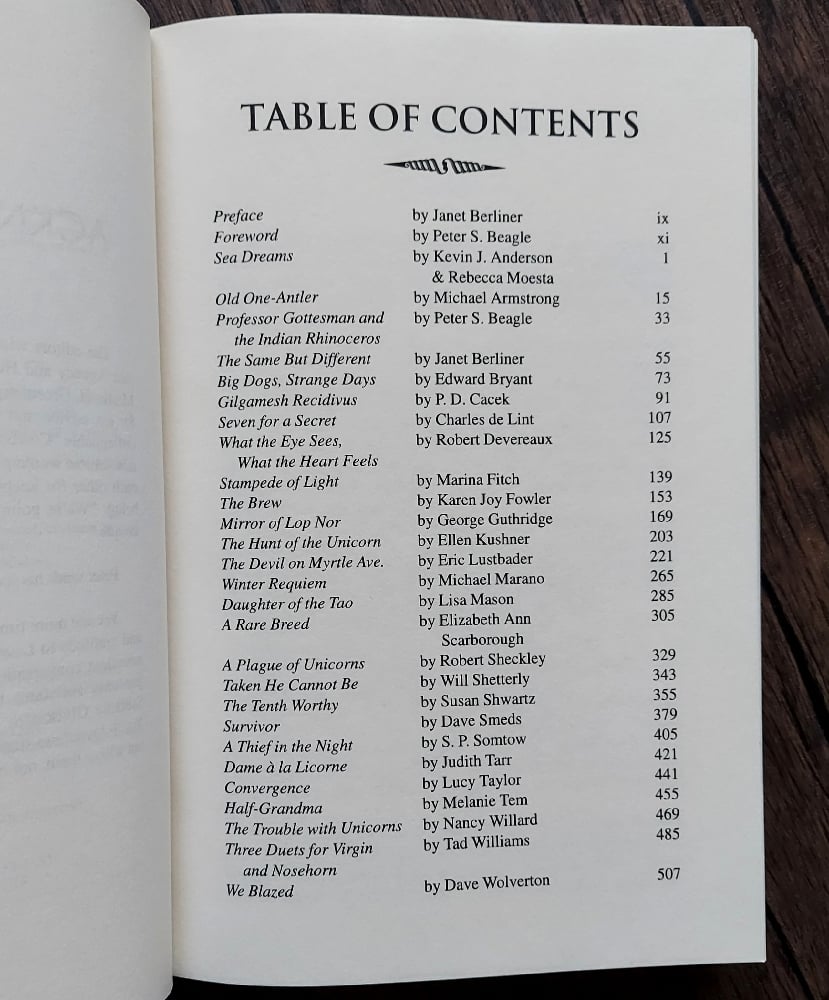 TABLE OF CONTENTS
Preface by Janet Berliner ix
Foreword by Peter S. Beagle xi
Sea Dreams by Kevin J. Anderson 1
& Rebecca Moesta
Old One-Antler by Michael Armstrong 15
Professor Gottesman and by Peter S. Beagle 33
the Indian Rhinoceros
The Same But Different by Janet Berliner 55
Big Dogs, Strange Days by Edward Bryant 73
Gilgamesh Recidivus by P. D. Cacek 91
Seven for a Secret by Charles de Lint 107
What the Eye Sees, by Robert Devereaux 125
What the Heart Feels
Stampede of Light by Marina Fitch 139
The Brew by Karen Joy Fowler 153
Mirror of Lop Nor by George Guthridge 169
The Hunt of the Unicorn by Ellen Kushner 203
The Devil on Myrtle Ave. by Eric Lustbader 221
Winter Requiem by Michael Marano 265
Daughter of the Tao by Lisa Mason 285
A Rare Breed by Elizabeth Ann 305
Scarborough
A Plague of Unicorns by Robert Sheckley 329
Taken He Cannot Be by Will Shetterly 343
The Tenth Worthy by Susan Shwartz 355
Survivor by Dave Smeds 379
A Thief in the Night by S. P. Somtow 405
Dame à la Licorne by Judith Tarr 421
Convergence by Lucy Taylor 441
Half-Grandma by Melanie Tem 455
The Trouble with Unicorns by Nancy Willard 469
Three Duets for Virgin by Tad Williams 485
and Nosehorn
We Blazed by Dave Wolverton 507